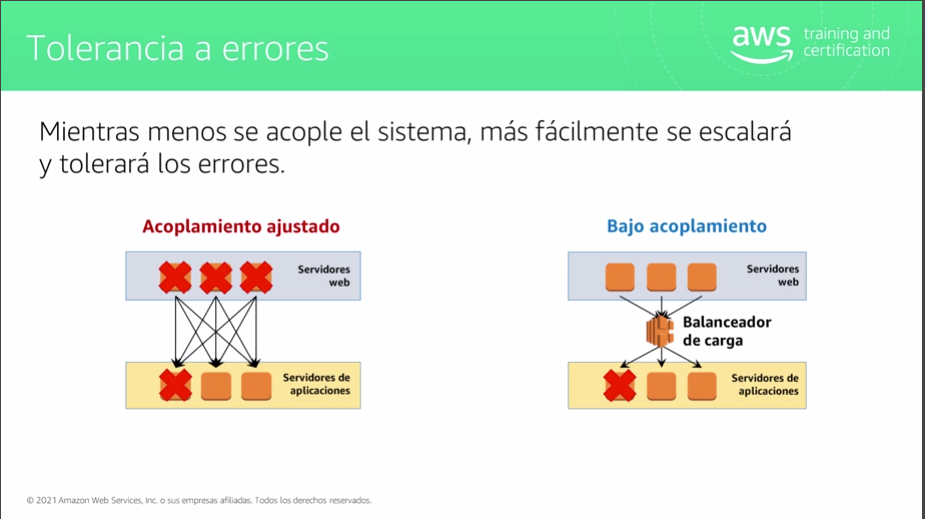 Tolerancia a errores
aws training and
certification
Mientras menos se acople el sistema, más fácilmente se escalará
y tolerará los errores.
Acoplamiento ajustado
Servidores
web
Servidores de
aplicaciones
Bajo acoplamiento
Servidores
web
Balanceador
de carga
Servidores de
aplicaciones
© 2021 Amazon Web Services, Inc. o sus empresas afiliadas. Todos los derechos reservados.